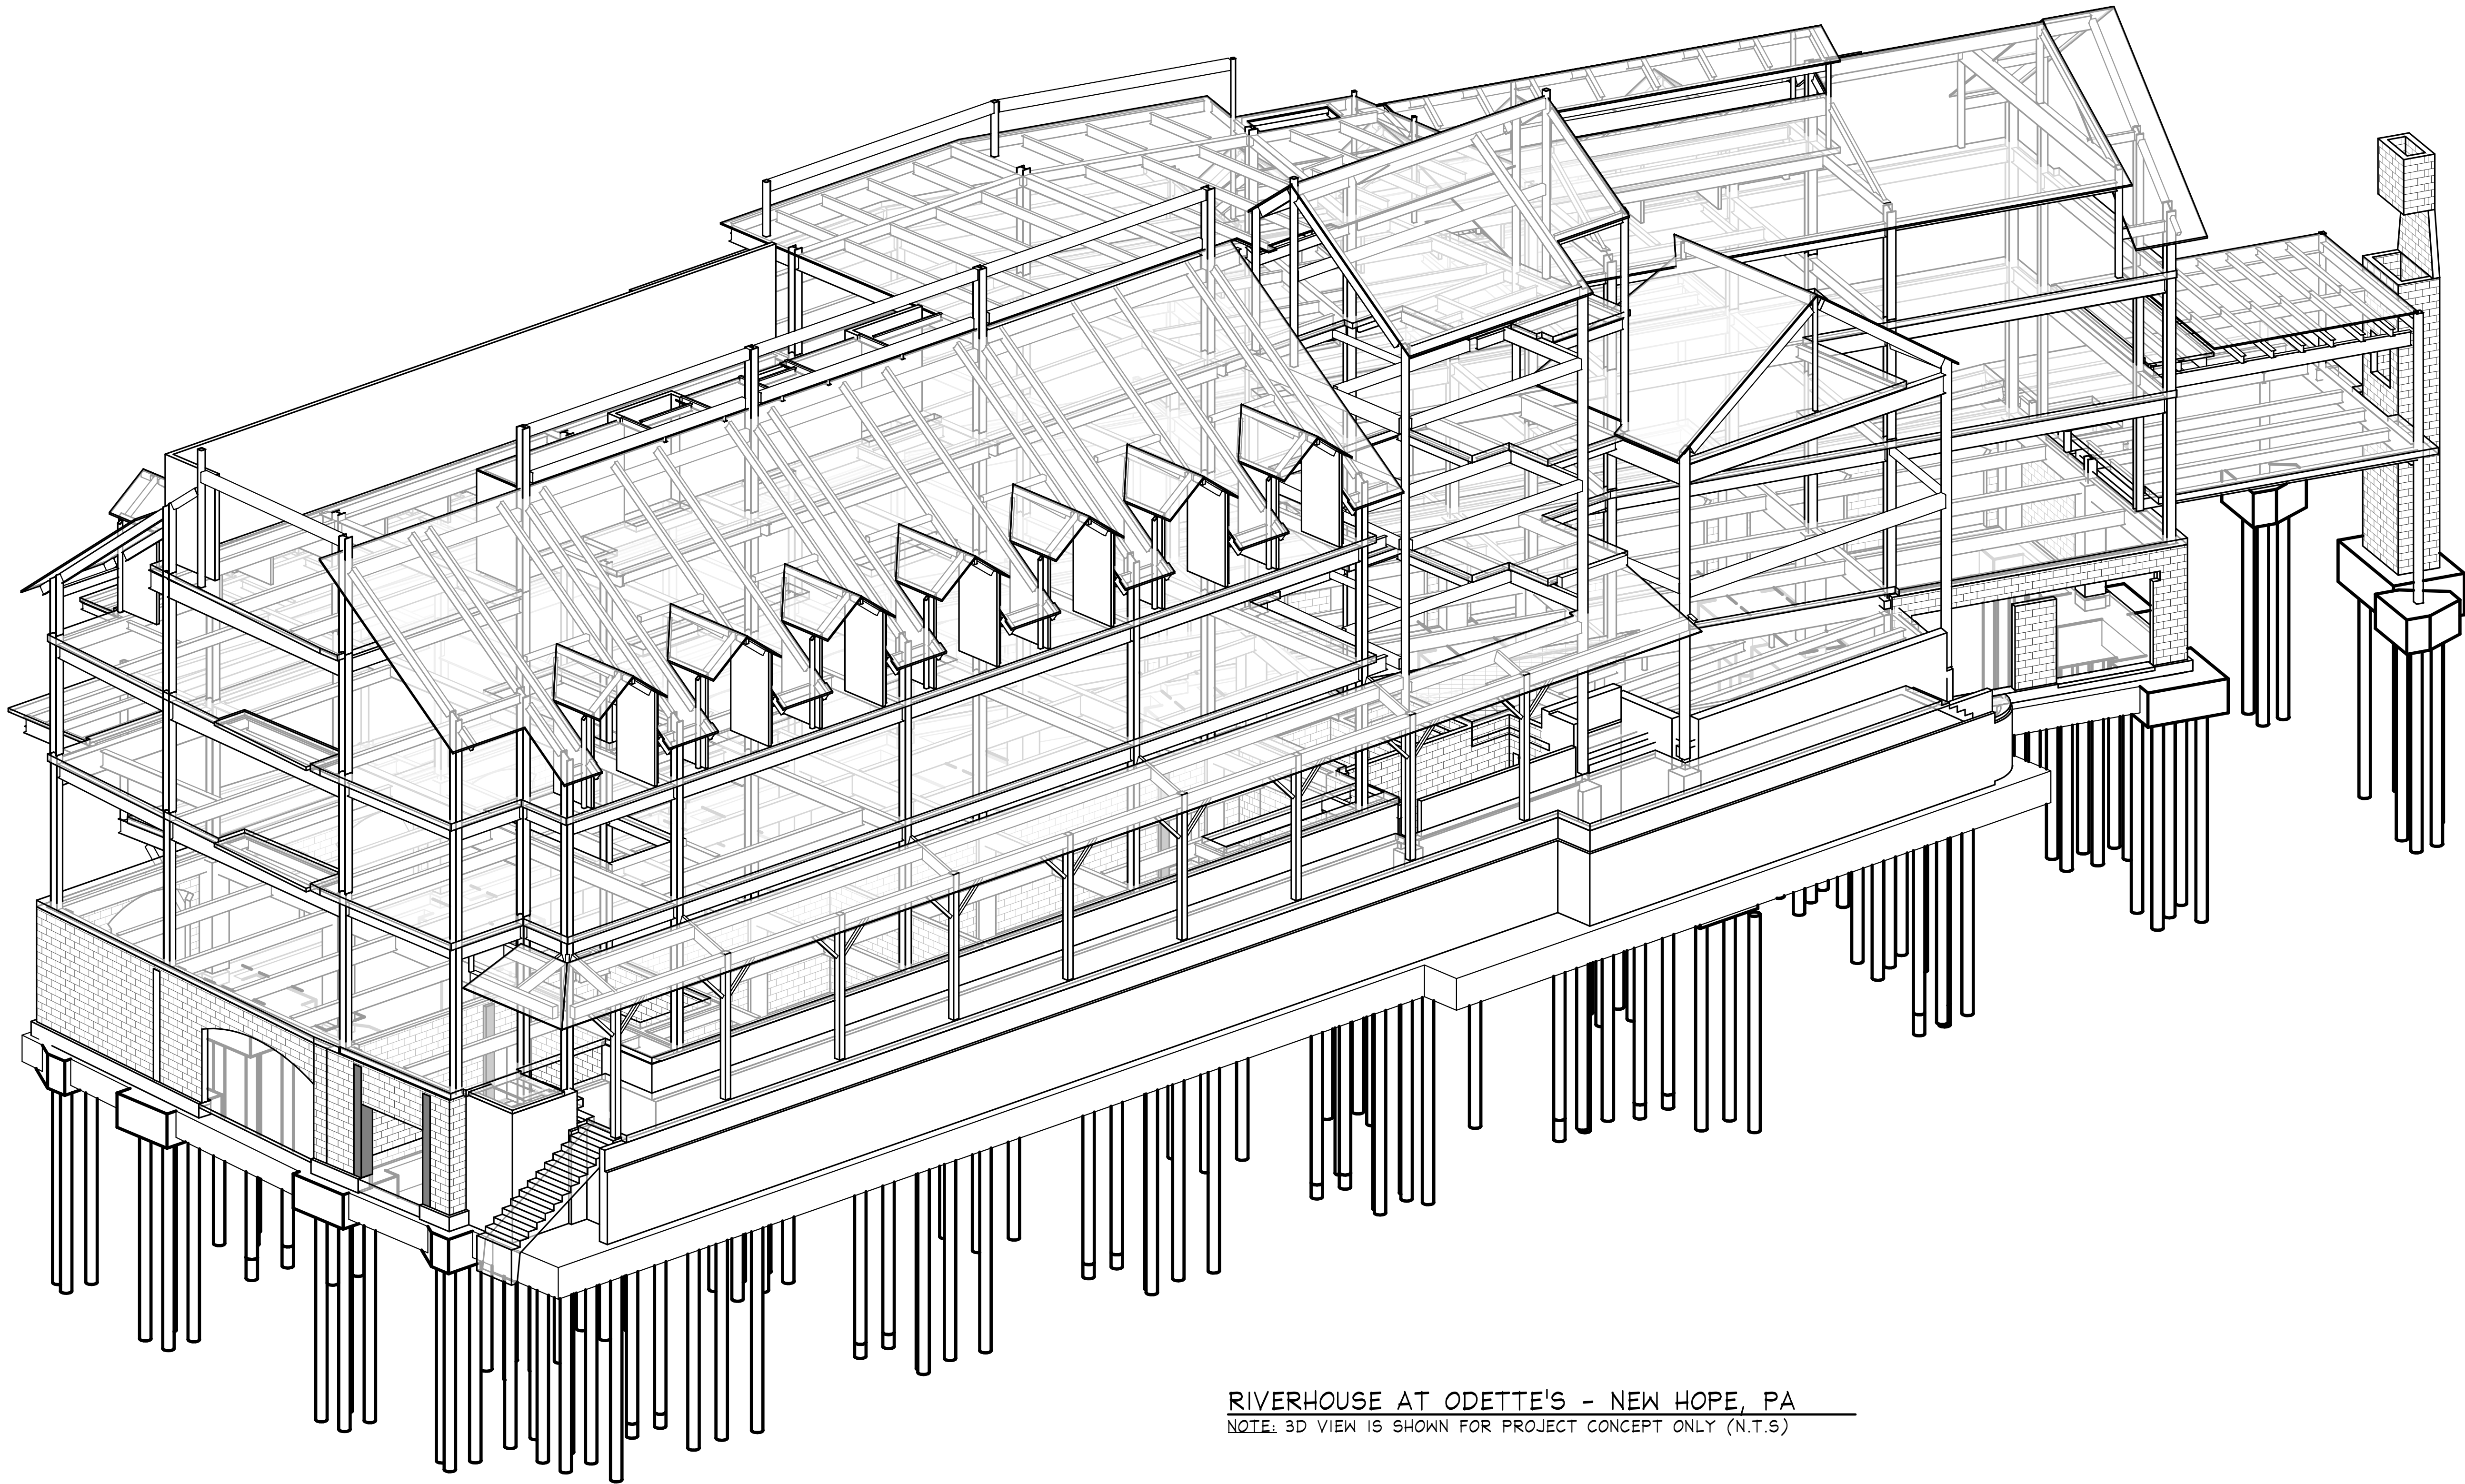 RIVERHOUSE AT ODETTE'S - NEW HOPE, PA
NOTE: 3D VIEW IS SHOWN FOR PROJECT CONCEPT ONLY (N.T.S)